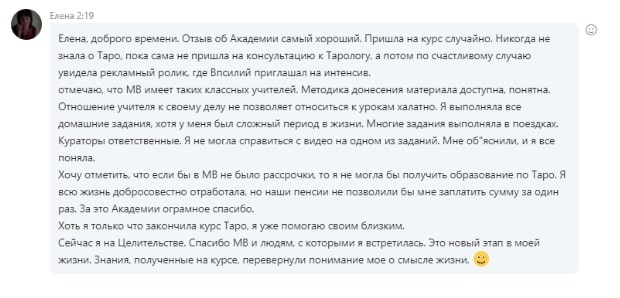 Елена 2:19
Елена, доброго времени. Отзыв об Академии самый хороший. Пришла на курс случайно. Никогда не
знала о Таро, пока сама не пришла на консультацию к Тарологу, а потом по счастливому случаю
увидела рекламный ролик, где Впсилий приглашал на интенсив.
отмечаю, что МВ имеет таких классных учителей. Методика донесения материала доступна, понятна.
Отношение учителя к своему делу не позволяет относиться к урокам халатно. Я выполняла все
домашние задания, хотя у меня был сложный период в жизни. Многие задания выполняла в поездках.
Кураторы ответственные. Я не могла справиться с видео на одном из заданий. Мне об"яснили, и я все
поняла.
Хочу отметить, что если бы в МВ не было рассрочки, то я не могла бы получить образование по Таро. Я
всю жизнь добросовестно отработала, но наши пенсии не позволили бы мне заплатить сумму за один
раз. За это Академии ограмное спасибо.
Хоть я только что закончила курс Таро, я уже помогаю своим близким.
Сейчас я на Целительстве. Спасибо МВ и людям, с которыми я встретилась. Это новый этап в моей
жизни. Знания, полученные на курсе, перевернули понимание мое о смысле жизни.